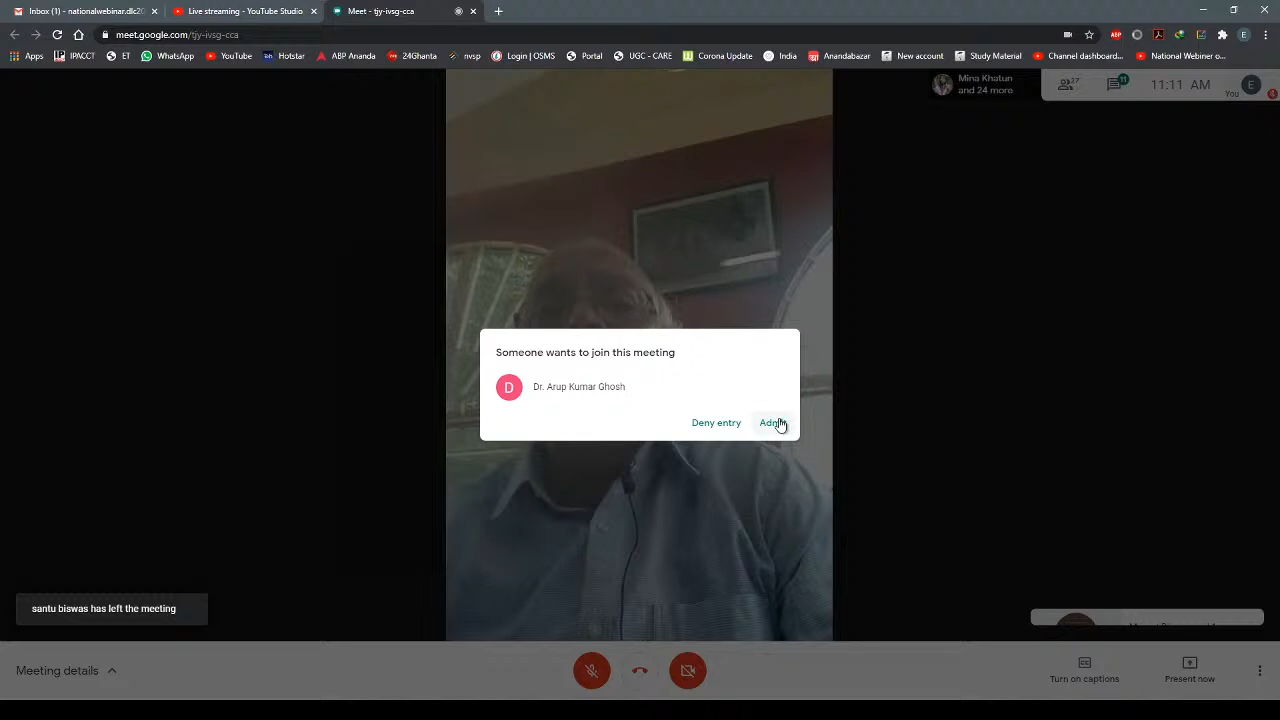 Inbox (1) - nationalwebinar.dlc20
Live streaming - YouTube Studio
Meet - tjy-ivsg-cca
meet.google.com/tjy-ivsg-cca
ABP
E
Apps
IPACCT
ET
WhatsApp
YouTube
Hotstar
ABP Ananda
24Ghanta
nvsp
Login | OSMS
Portal
UGC - CARE
Corona Update
India
Anandabazar
New account
Study Material
Channel dashboard...
National Webiner o...
Mina Khatun
and 24 more
27
11
11:11 AM
You
E
Someone wants to join this meeting
D
Dr. Arup Kumar Ghosh
Deny entry
santu biswas has left the meeting
Meeting details
Turn on captions
Present now